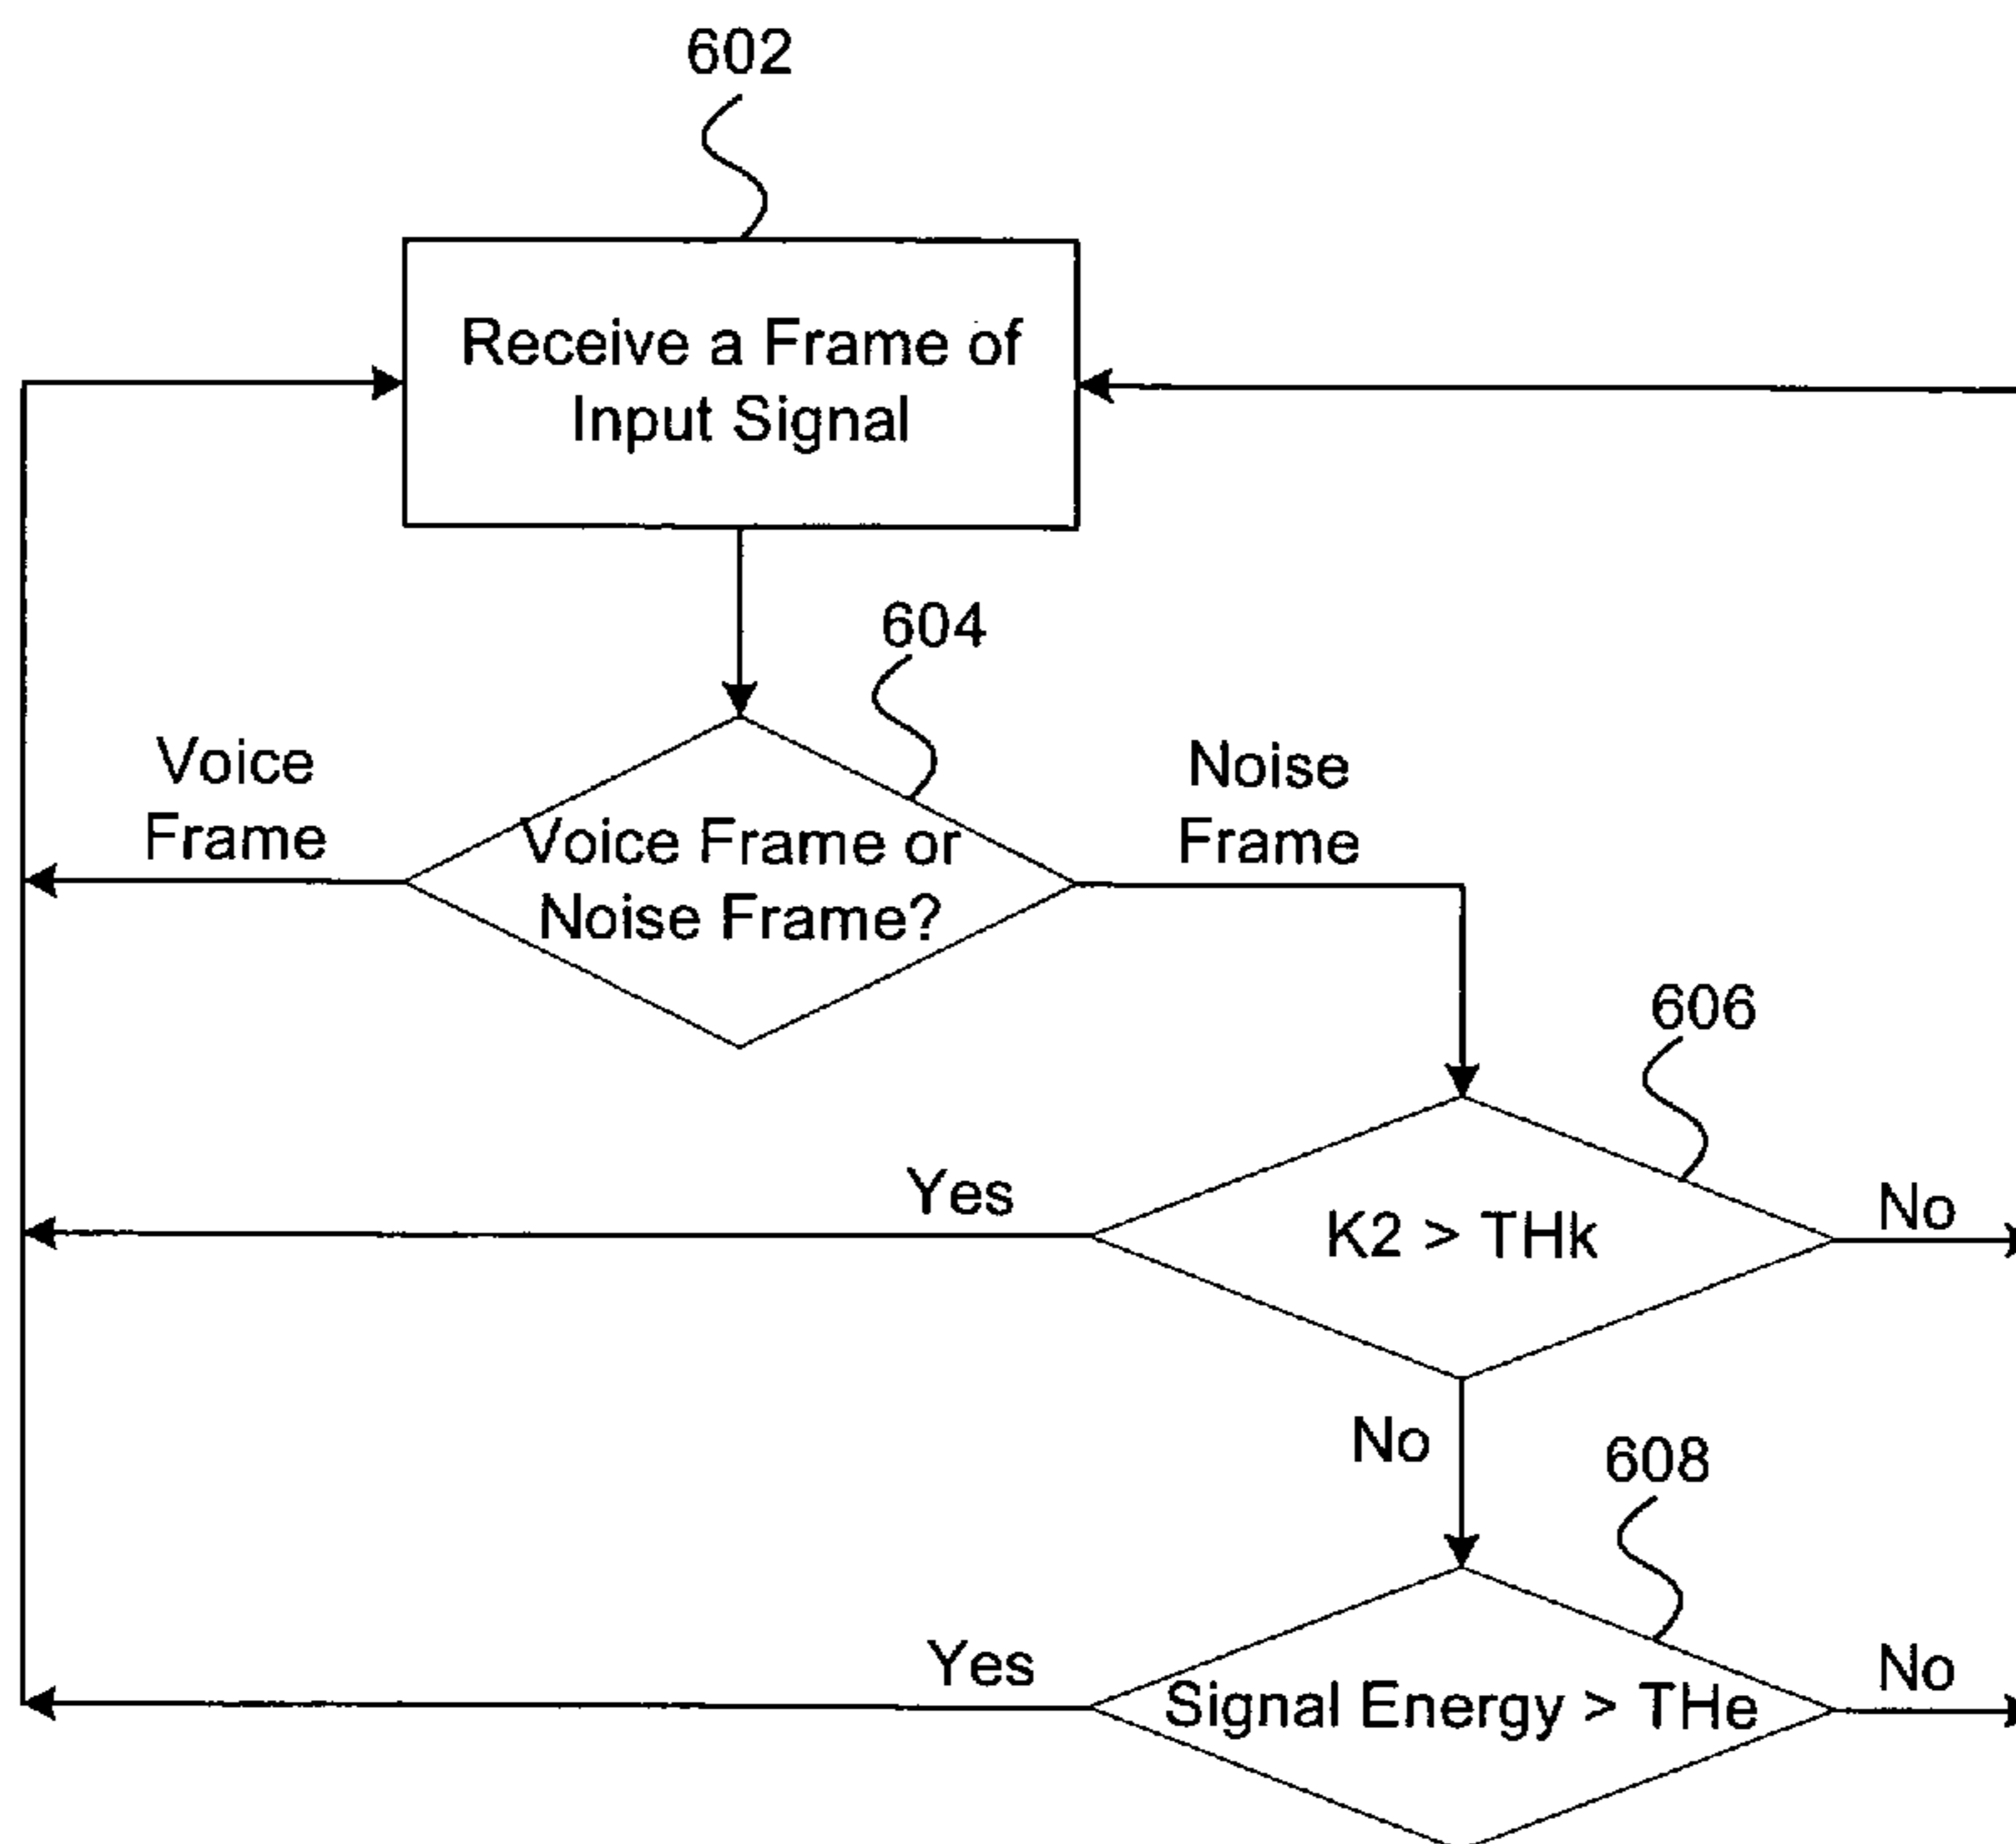 602
Receive a Frame of
Input Signal
604
Voice
Frame
Voice Frame or
Noise Frame?
Noise
Frame
606
Yes
K2 > THk
No
No
608
Yes
Signal Energy > THe
No